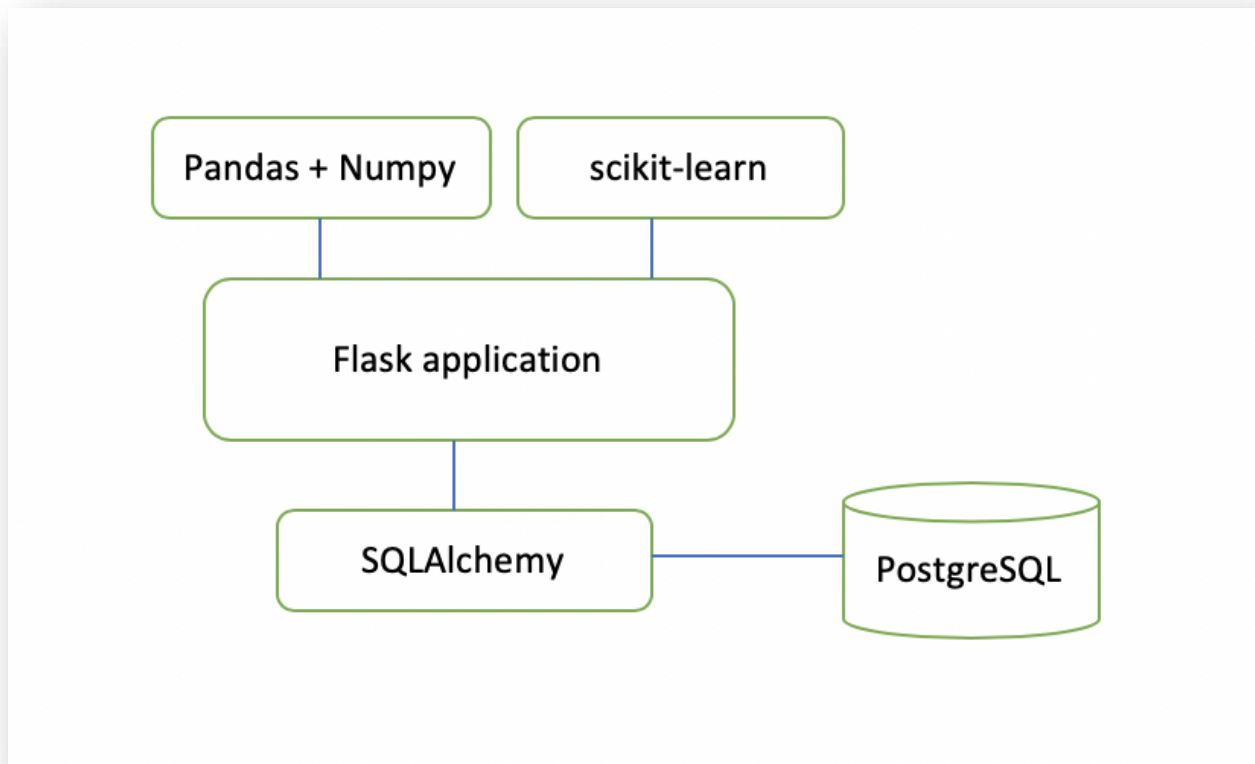 Pandas + Numpy
scikit-learn
Flask application
SQLAlchemy
PostgreSQL